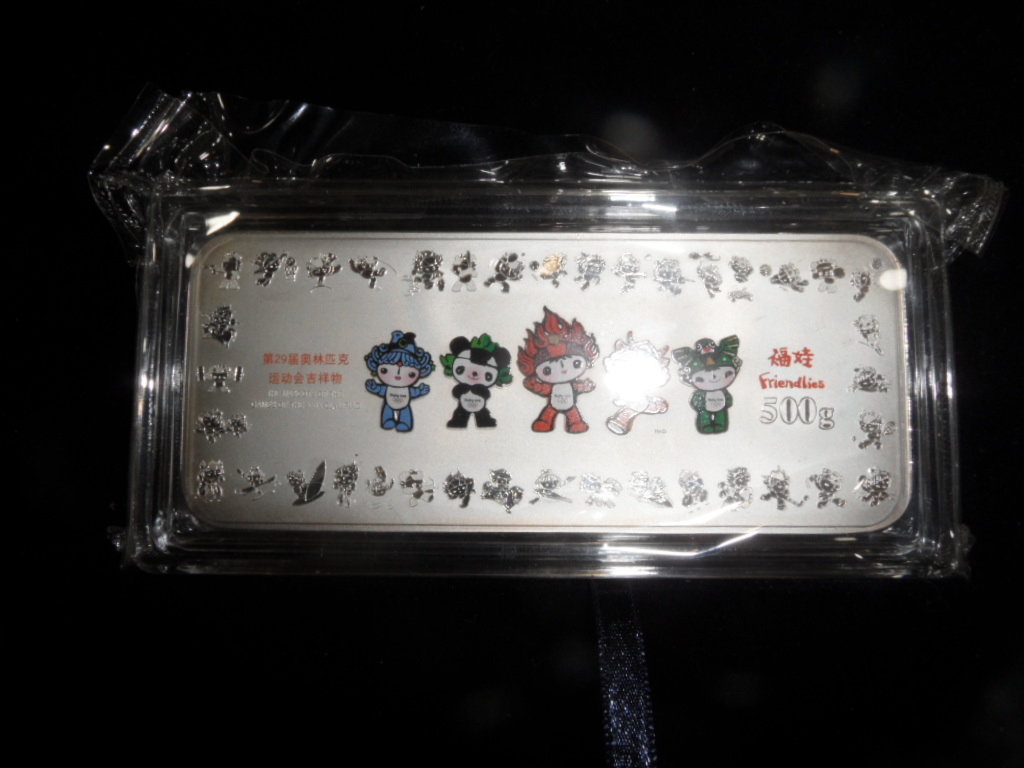 第29届奥林匹克
运动会吉祥物
福娃
Friendlies
500g